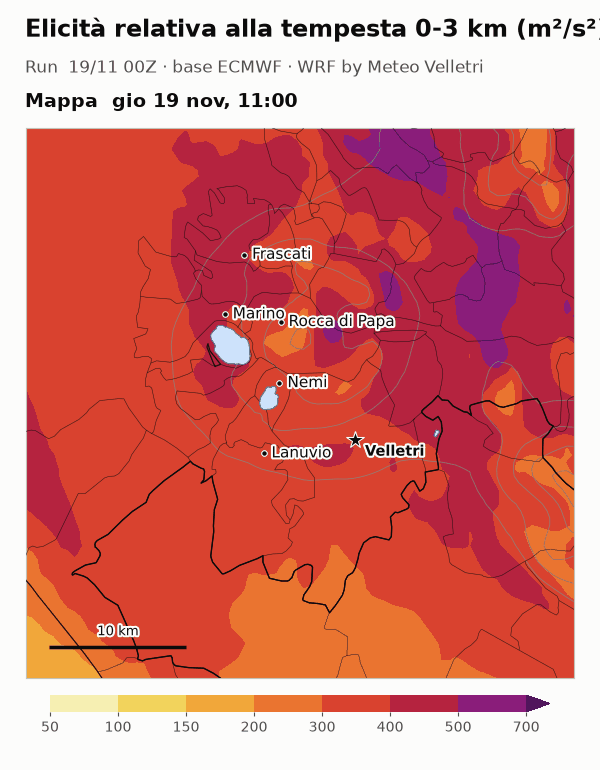 Elicità relativa alla tempesta 0-3 km (m²/s²)
Run 19/11 00Z · base ECMWF · WRF by Meteo Velletri
Mappa gio 19 nov, 11:00
Frascati
Marino
Rocca di Papa
Nemi
Lanuvio
Velletri
10 km
50 100 150 200 300 400 500 700